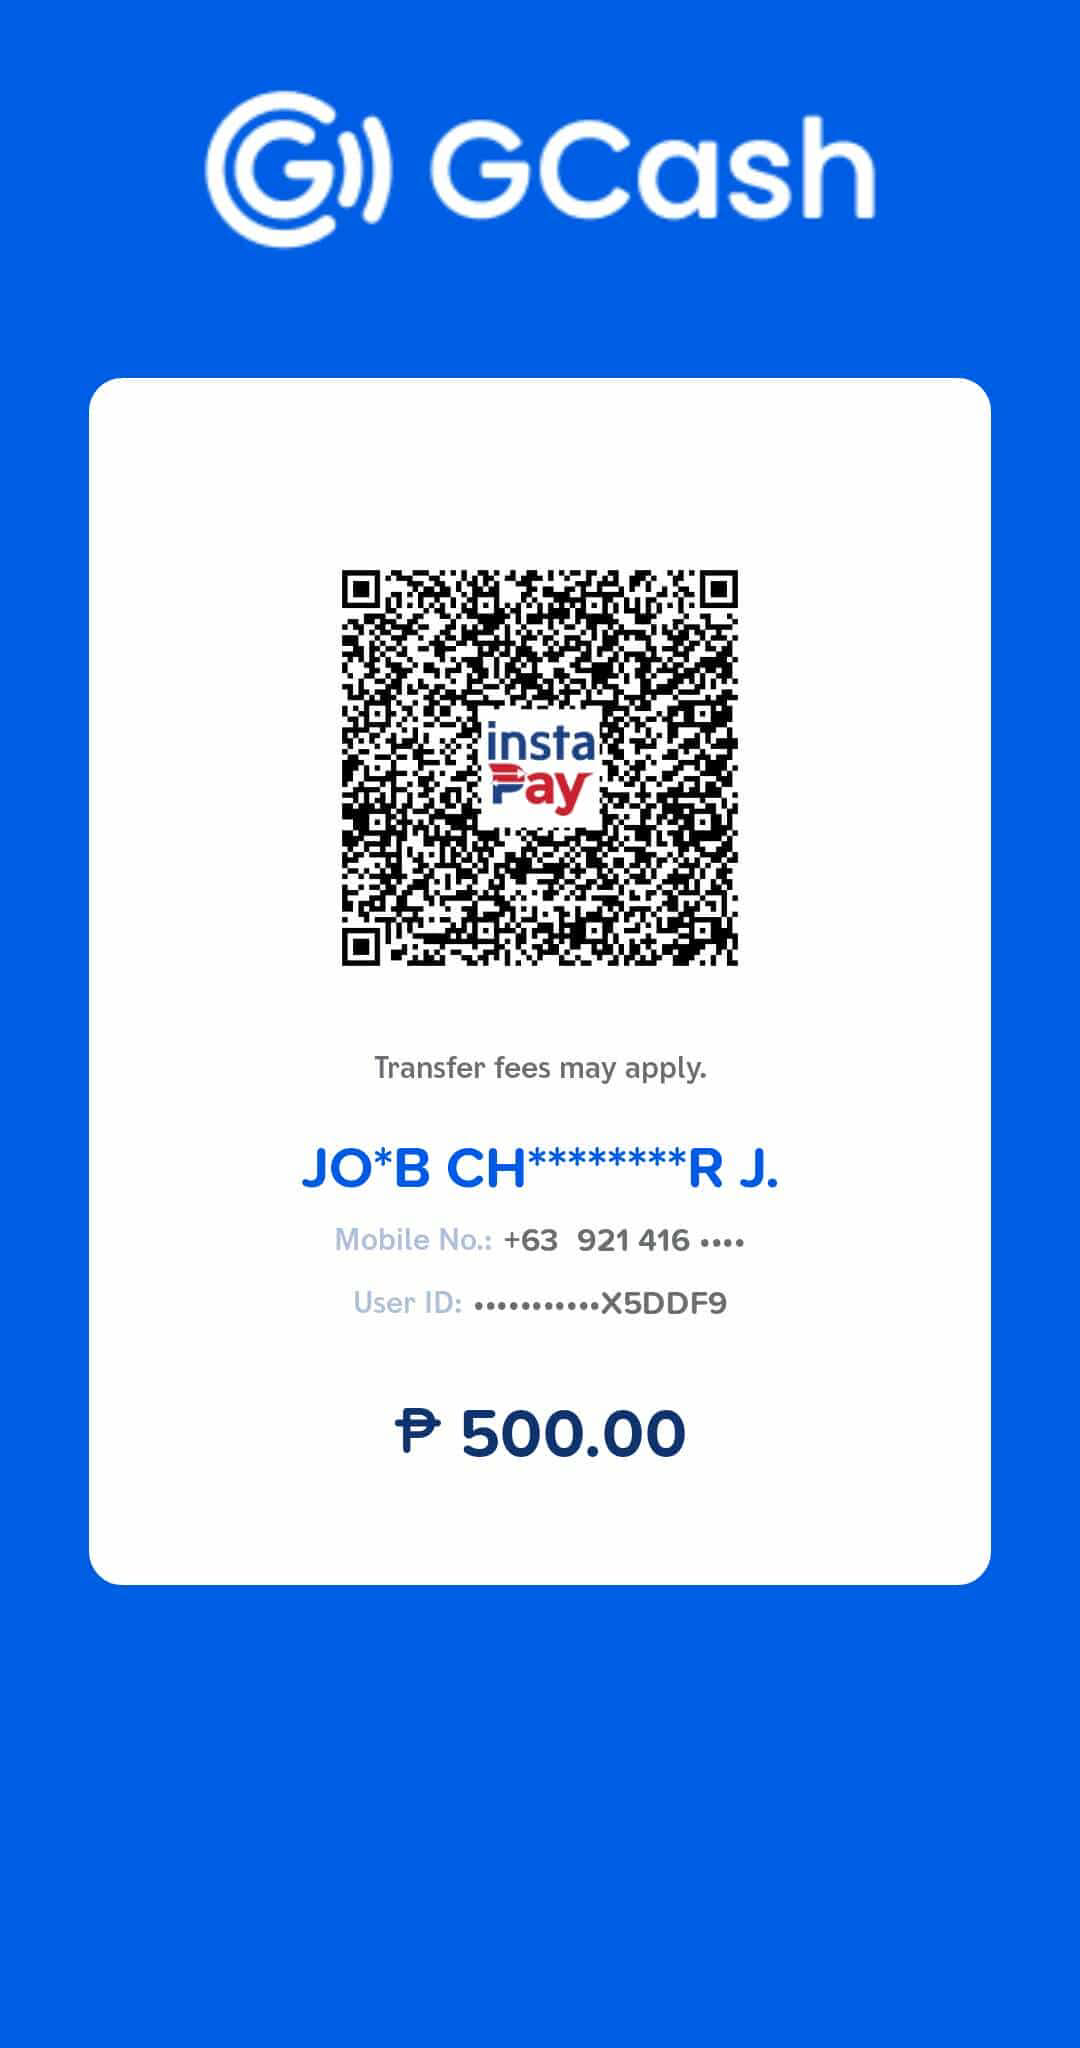 GCash
insta
Pay
Transfer fees may apply.
JO*B CH********R J.
Mobile No.: +63 921 416 ••••
User ID: •••••••••••X5DDF9
₱ 500.00